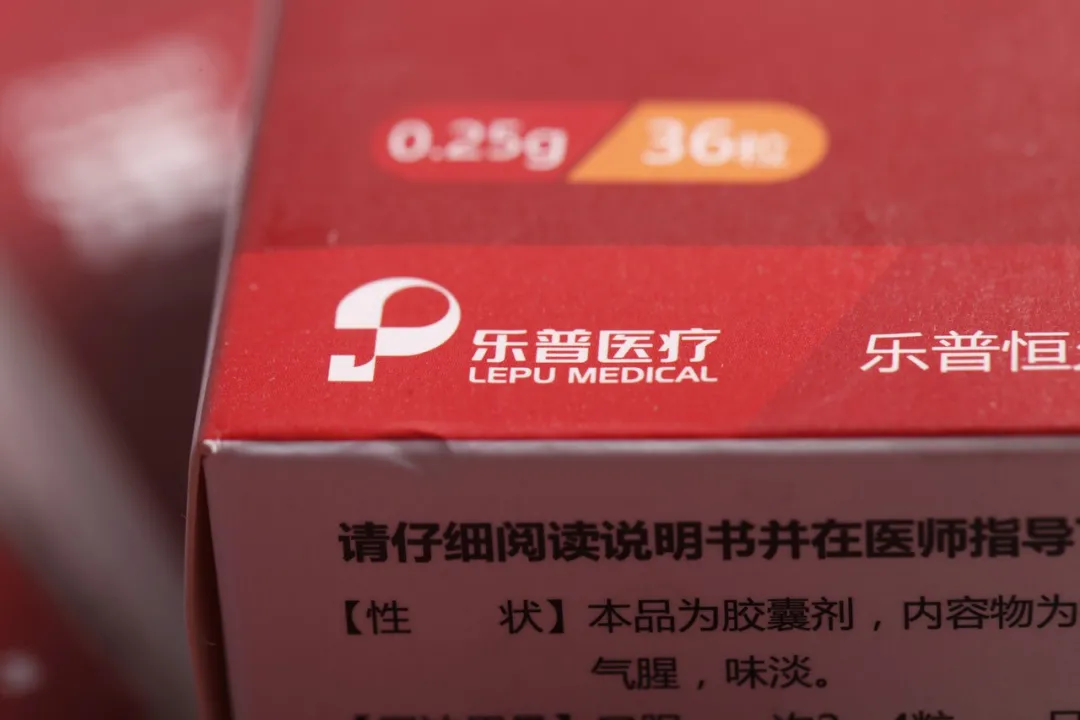 0.25g 36粒
乐普医疗
LEPU MEDICAL
乐普恒
请仔细阅读说明书并在医师指导
【性 状】本品为胶囊剂，内容物为
气腥，味淡。